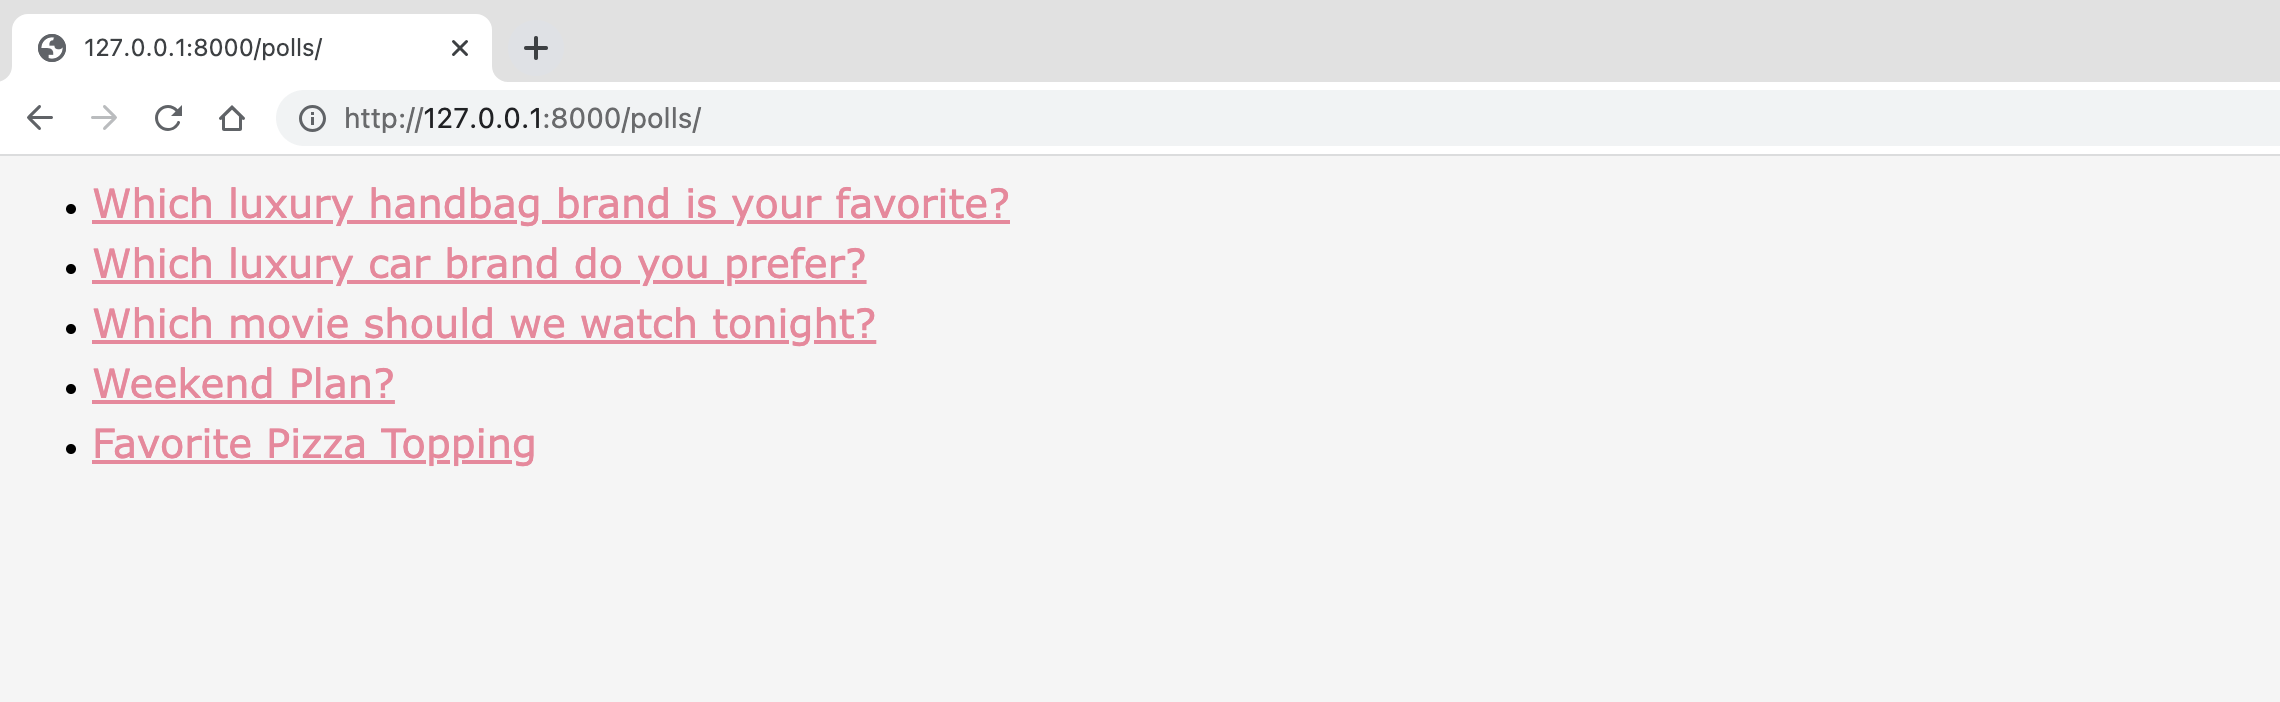 127.0.0.1:8000/polls/
http://127.0.0.1:8000/polls/
Which luxury handbag brand is your favorite?
Which luxury car brand do you prefer?
Which movie should we watch tonight?
Weekend Plan?
Favorite Pizza Topping